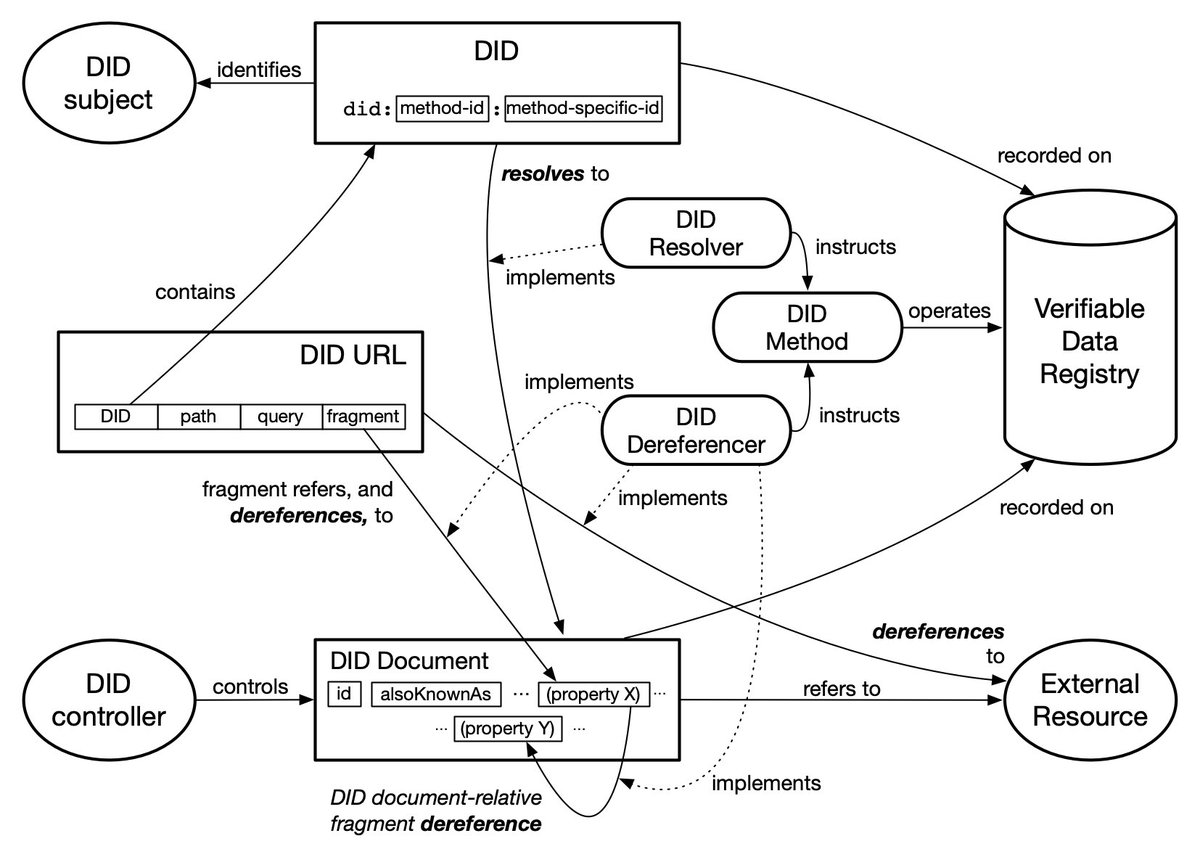 DID
subject
identifies
DID
did: method-id : method-specific-id
recorded on
resolves to
DID
Resolver
instructs
implements
contains
DID
Method
operates
Verifiable
Data
Registry
DID URL
DID path query fragment
implements
DID
Dereferencer
instructs
implements
fragment refers, and
dereferences, to
recorded on
dereferences
to
DID
controller
controls
DID Document
id alsoKnownAs ... (property X) ...
... (property Y) ...
refers to
External
Resource
implements
DID document-relative
fragment dereference